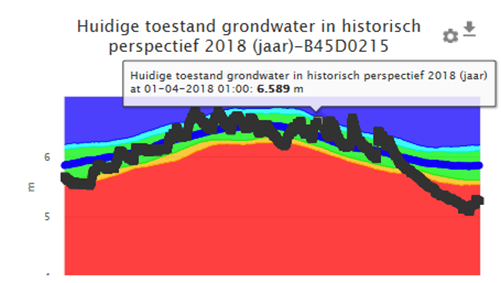 Huidige toestand grondwater in historisch
perspectief 2018 (jaar)-B45D0215
Huidige toestand grondwater in historisch perspectief 2018 (jaar)
at 01-04-2018 01:00: 6.589 m
6
m
5